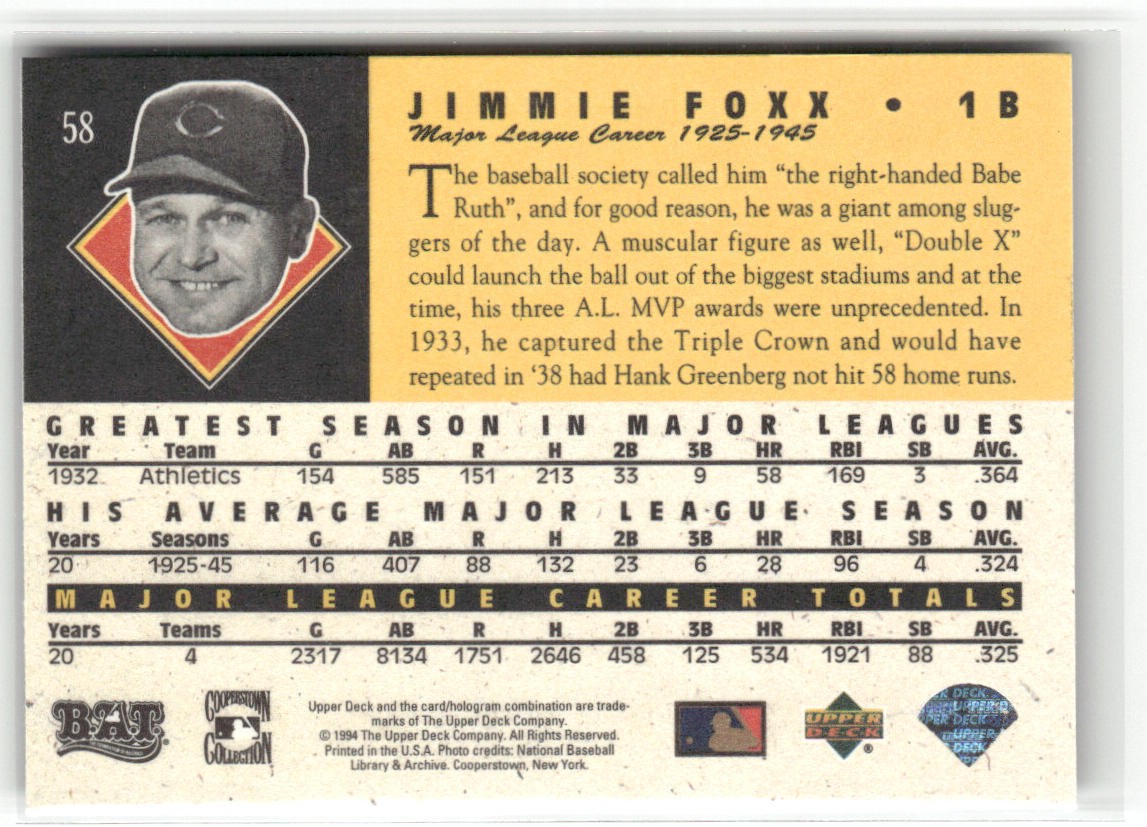 58
JIMMIE FOXX • 1B
Major League Career 1925-1945
The baseball society called him “the right-handed Babe
Ruth”, and for good reason, he was a giant among slug-
gers of the day. A muscular figure as well, “Double X”
could launch the ball out of the biggest stadiums and at the
time, his three A.L. MVP awards were unprecedented. In
1933, he captured the Triple Crown and would have
repeated in ‘38 had Hank Greenberg not hit 58 home runs.
GREATEST SEASON IN MAJOR LEAGUES
Year Team G AB R H 2B 3B HR RBI SB AVG.
1932 Athletics 154 585 151 213 33 9 58 169 3 .364
HIS AVERAGE MAJOR LEAGUE SEASON
Years Seasons G AB R H 2B 3B HR RBI SB AVG.
20 1925-45 116 407 88 132 23 6 28 96 4 .324
MAJOR LEAGUE CAREER TOTALS
Years Teams G AB R H 2B 3B HR RBI SB AVG.
20 4 2317 8134 1751 2646 458 125 534 1921 88 .325
B.A.T.
COOPERSTOWN
COLLECTION
Upper Deck and the card/hologram combination are trade-
marks of The Upper Deck Company.
© 1994 The Upper Deck Company. All Rights Reserved.
Printed in the U.S.A. Photo credits: National Baseball
Library & Archive. Cooperstown, New York.
UPPER
DECK
®
DECK
UPPER
PER DECK
UPPER
DECK